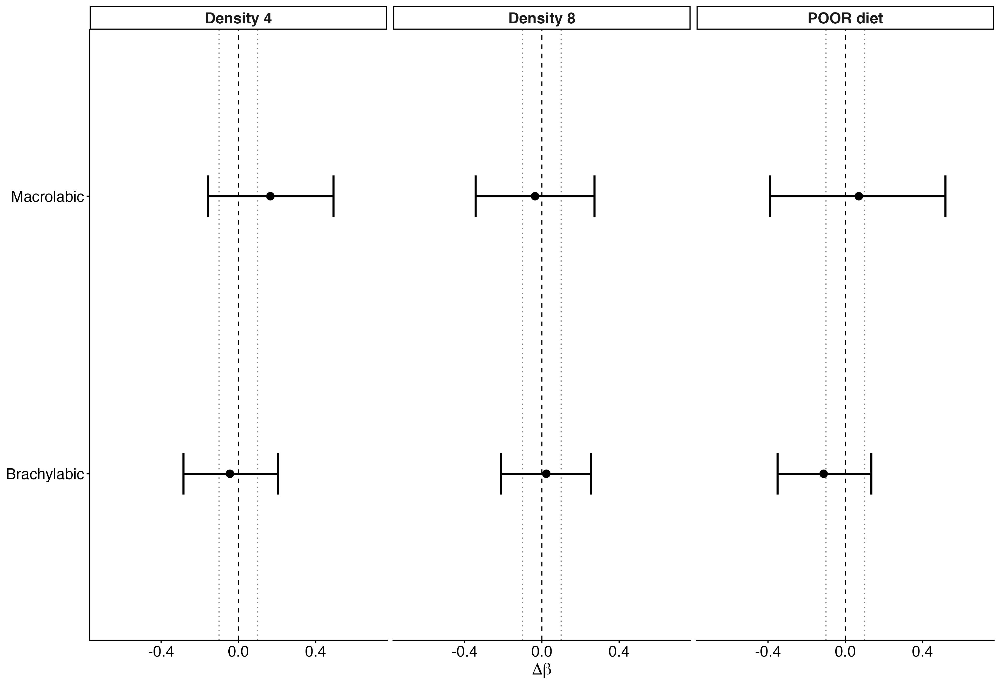 Density 4
Density 8
POOR diet
Macrolabic
Brachylabic
-0.4 0.0 0.4
-0.4 0.0 0.4
-0.4 0.0 0.4
Δβ